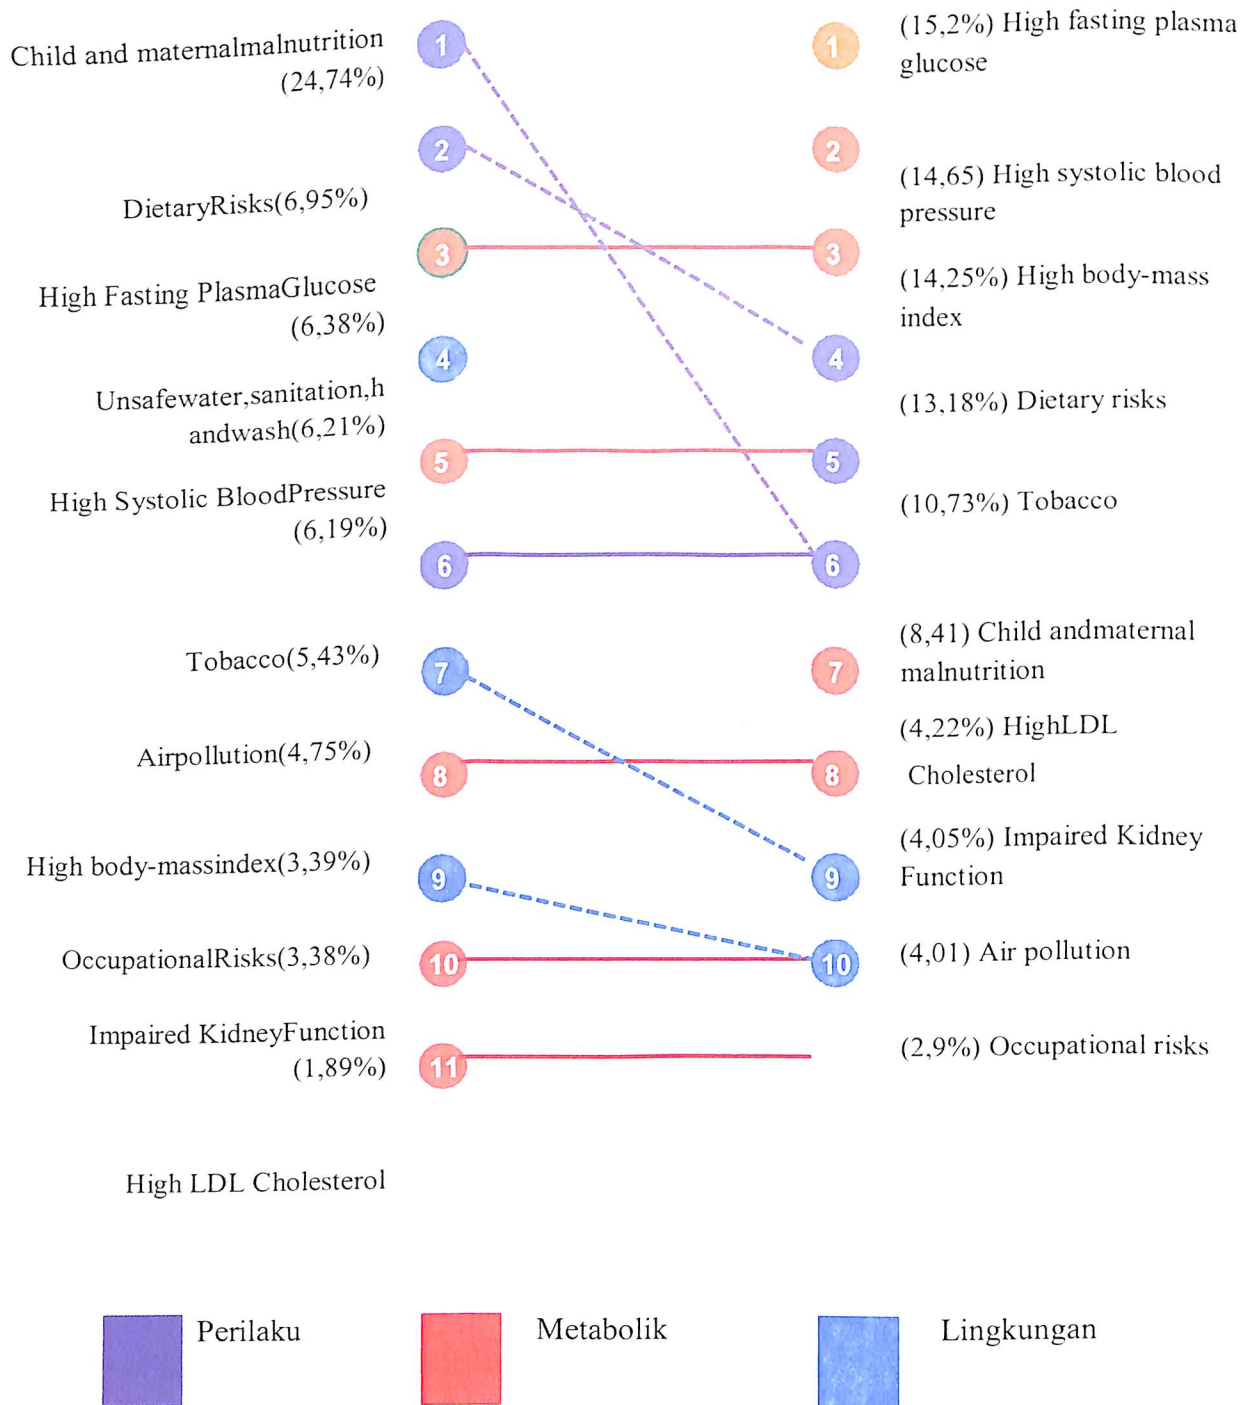 Child and maternalmalnutrition
(24,74%)
DietaryRisks(6,95%)
High Fasting PlasmaGlucose
(6,38%)
Unsafewater,sanitation,h
andwash(6,21%)
High Systolic BloodPressure
(6,19%)
Tobacco(5,43%)
Airpollution(4,75%)
High body-massindex(3,39%)
OccupationalRisks(3,38%)
Impaired KidneyFunction
(1,89%)
High LDL Cholesterol
1
2
3
4
5
6
7
8
9
10
11
1
2
3
4
5
6
7
8
9
10
(15,2%) High fasting plasma
glucose
(14,65) High systolic blood
pressure
(14,25%) High body-mass
index
(13,18%) Dietary risks
(10,73%) Tobacco
(8,41) Child andmaternal
malnutrition
(4,22%) HighLDL
Cholesterol
(4,05%) Impaired Kidney
Function
(4,01) Air pollution
(2,9%) Occupational risks
Perilaku
Metabolik
Lingkungan